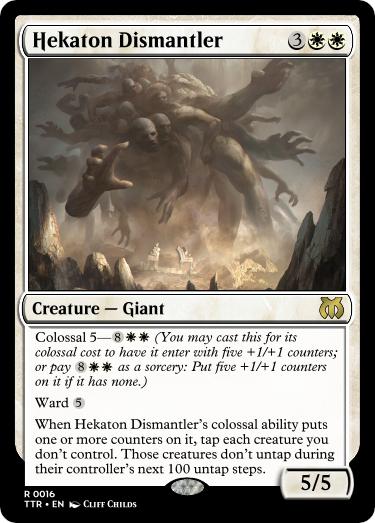 Hekaton Dismantler 3
Creature — Giant
Colossal 5—8 (You may cast this for its
colossal cost to have it enter with five +1/+1 counters;
or pay 8 as a sorcery: Put five +1/+1 counters
on it if it has none.)
Ward 5
When Hekaton Dismantler's colossal ability puts
one or more counters on it, tap each creature you
don't control. Those creatures don't untap during
their controller's next 100 untap steps.
5/5
R 0016
TTR • EN Cliff Childs